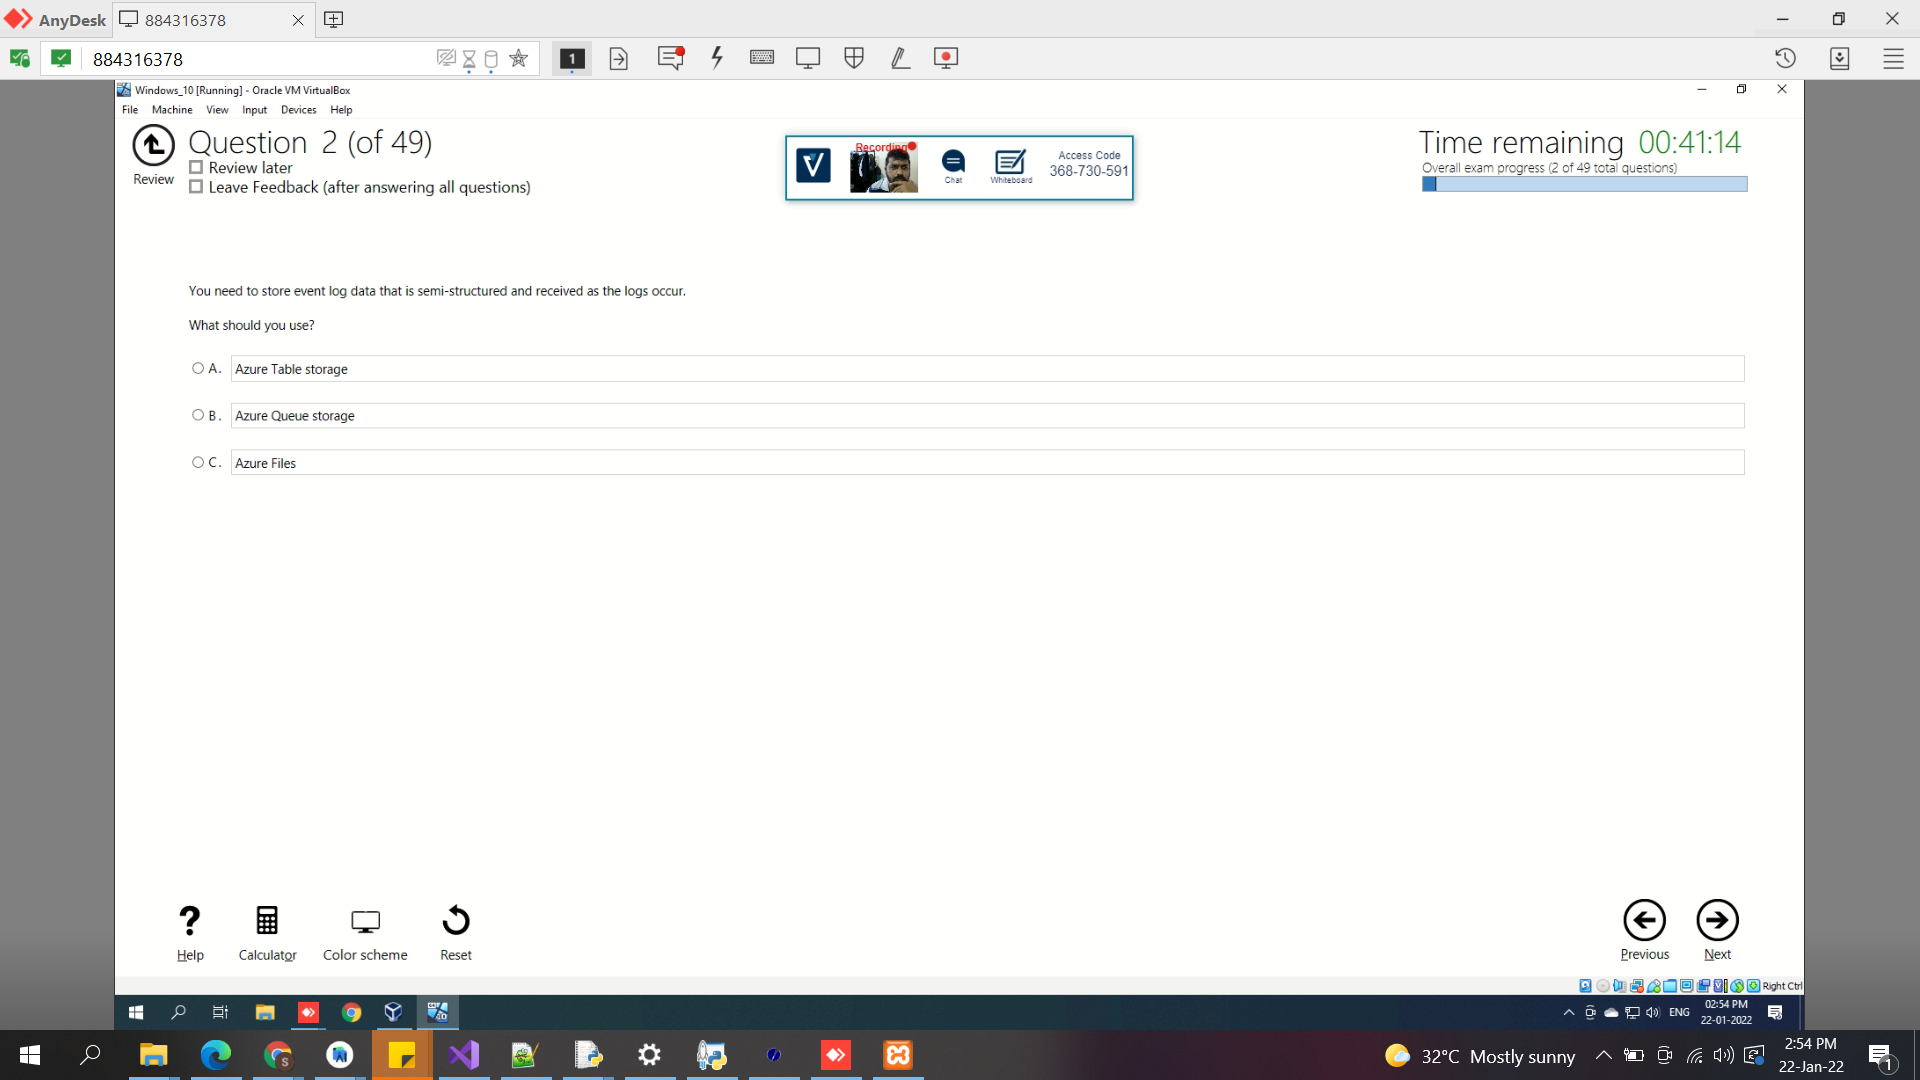 AnyDesk
884316378
884316378
1
Windows_10 [Running] - Oracle VM VirtualBox
File Machine View Input Devices Help
Review
Question 2 (of 49)
Review later
Leave Feedback (after answering all questions)
V
Recording
Chat
Whiteboard
Access Code
368-730-591
Time remaining 00:41:14
Overall exam progress (2 of 49 total questions)
You need to store event log data that is semi-structured and received as the logs occur.
What should you use?
A. Azure Table storage
B. Azure Queue storage
C. Azure Files
? Help
Calculator
Color scheme
Reset
Previous
Next
Right Ctrl
ENG
02:54 PM
22-01-2022
S
32°C Mostly sunny
2:54 PM
22-Jan-22
1